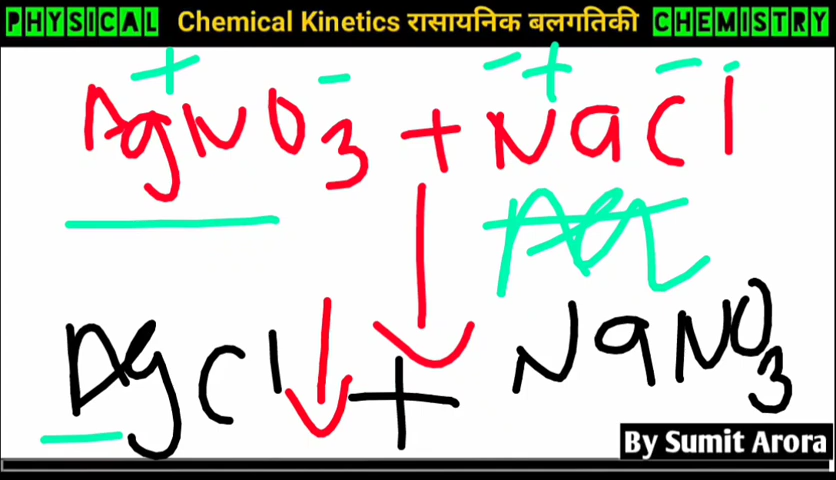 PHYSICAL Chemical Kinetics रासायनिक बलगतिकी CHEMISTRY
+ - - + - -
AgNO3 + NaCl
AgCl↓ + NaNO3
By Sumit Arora